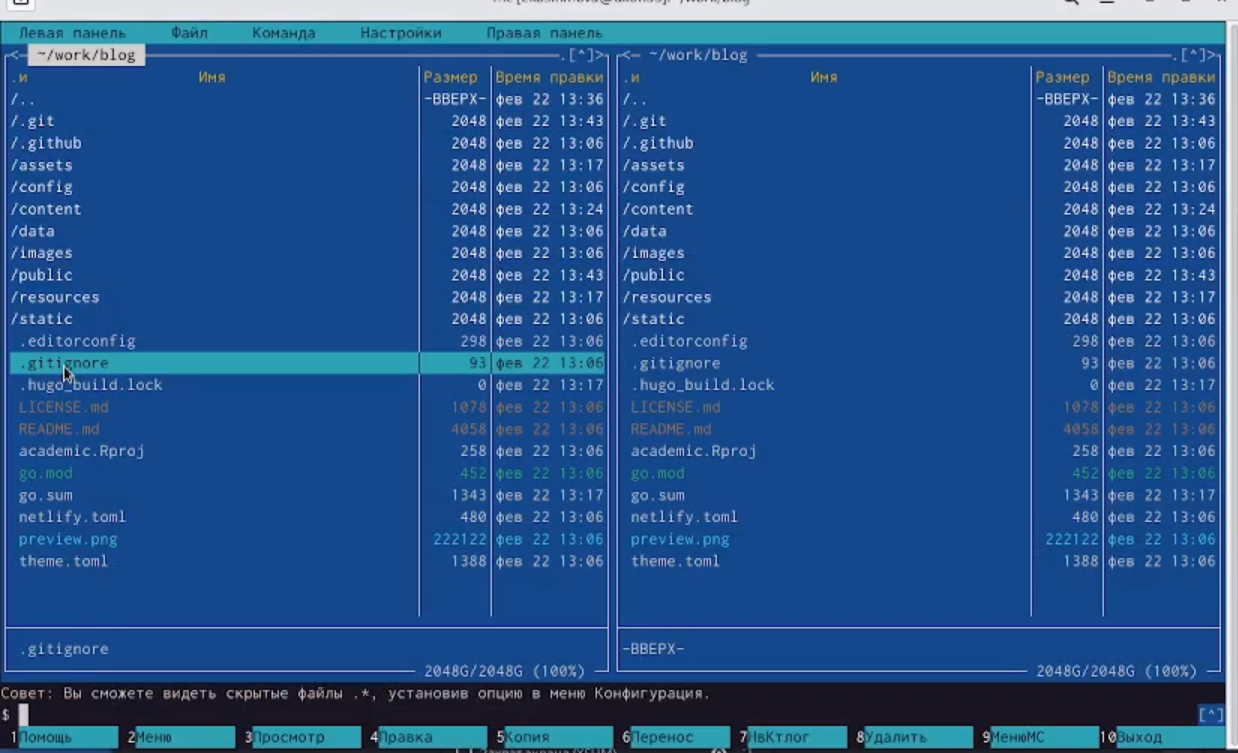 Левая панель Файл Команда Настройки Правая панель
<- ~/work/blog .[^]> <- ~/work/blog .[^]>
.и Имя Размер Время правки .и Имя Размер Время правки
/.. -ВВЕРХ- фев 22 13:36 /.. -ВВЕРХ- фев 22 13:36
/.git 2048 фев 22 13:43 /.git 2048 фев 22 13:43
/.github 2048 фев 22 13:06 /.github 2048 фев 22 13:06
/assets 2048 фев 22 13:17 /assets 2048 фев 22 13:17
/config 2048 фев 22 13:06 /config 2048 фев 22 13:06
/content 2048 фев 22 13:24 /content 2048 фев 22 13:24
/data 2048 фев 22 13:06 /data 2048 фев 22 13:06
/images 2048 фев 22 13:06 /images 2048 фев 22 13:06
/public 2048 фев 22 13:43 /public 2048 фев 22 13:43
/resources 2048 фев 22 13:17 /resources 2048 фев 22 13:17
/static 2048 фев 22 13:06 /static 2048 фев 22 13:06
.editorconfig 298 фев 22 13:06 .editorconfig 298 фев 22 13:06
.gitignore 93 фев 22 13:06 .gitignore 93 фев 22 13:06
.hugo_build.lock 0 фев 22 13:17 .hugo_build.lock 0 фев 22 13:17
LICENSE.md 1078 фев 22 13:06 LICENSE.md 1078 фев 22 13:06
README.md 4058 фев 22 13:06 README.md 4058 фев 22 13:06
academic.Rproj 258 фев 22 13:06 academic.Rproj 258 фев 22 13:06
go.mod 452 фев 22 13:06 go.mod 452 фев 22 13:06
go.sum 1343 фев 22 13:17 go.sum 1343 фев 22 13:17
netlify.toml 480 фев 22 13:06 netlify.toml 480 фев 22 13:06
preview.png 222122 фев 22 13:06 preview.png 222122 фев 22 13:06
theme.toml 1388 фев 22 13:06 theme.toml 1388 фев 22 13:06
.gitignore -ВВЕРХ-
2048G/2048G (100%) 2048G/2048G (100%)
Совет: Вы сможете видеть скрытые файлы .*, установив опцию в меню Конфигурация.
$ [^]
1Помощь 2Меню 3Просмотр 4Правка 5Копия 6Перенос 7НвКтлог 8Удалить 9МенюМС 10Выход